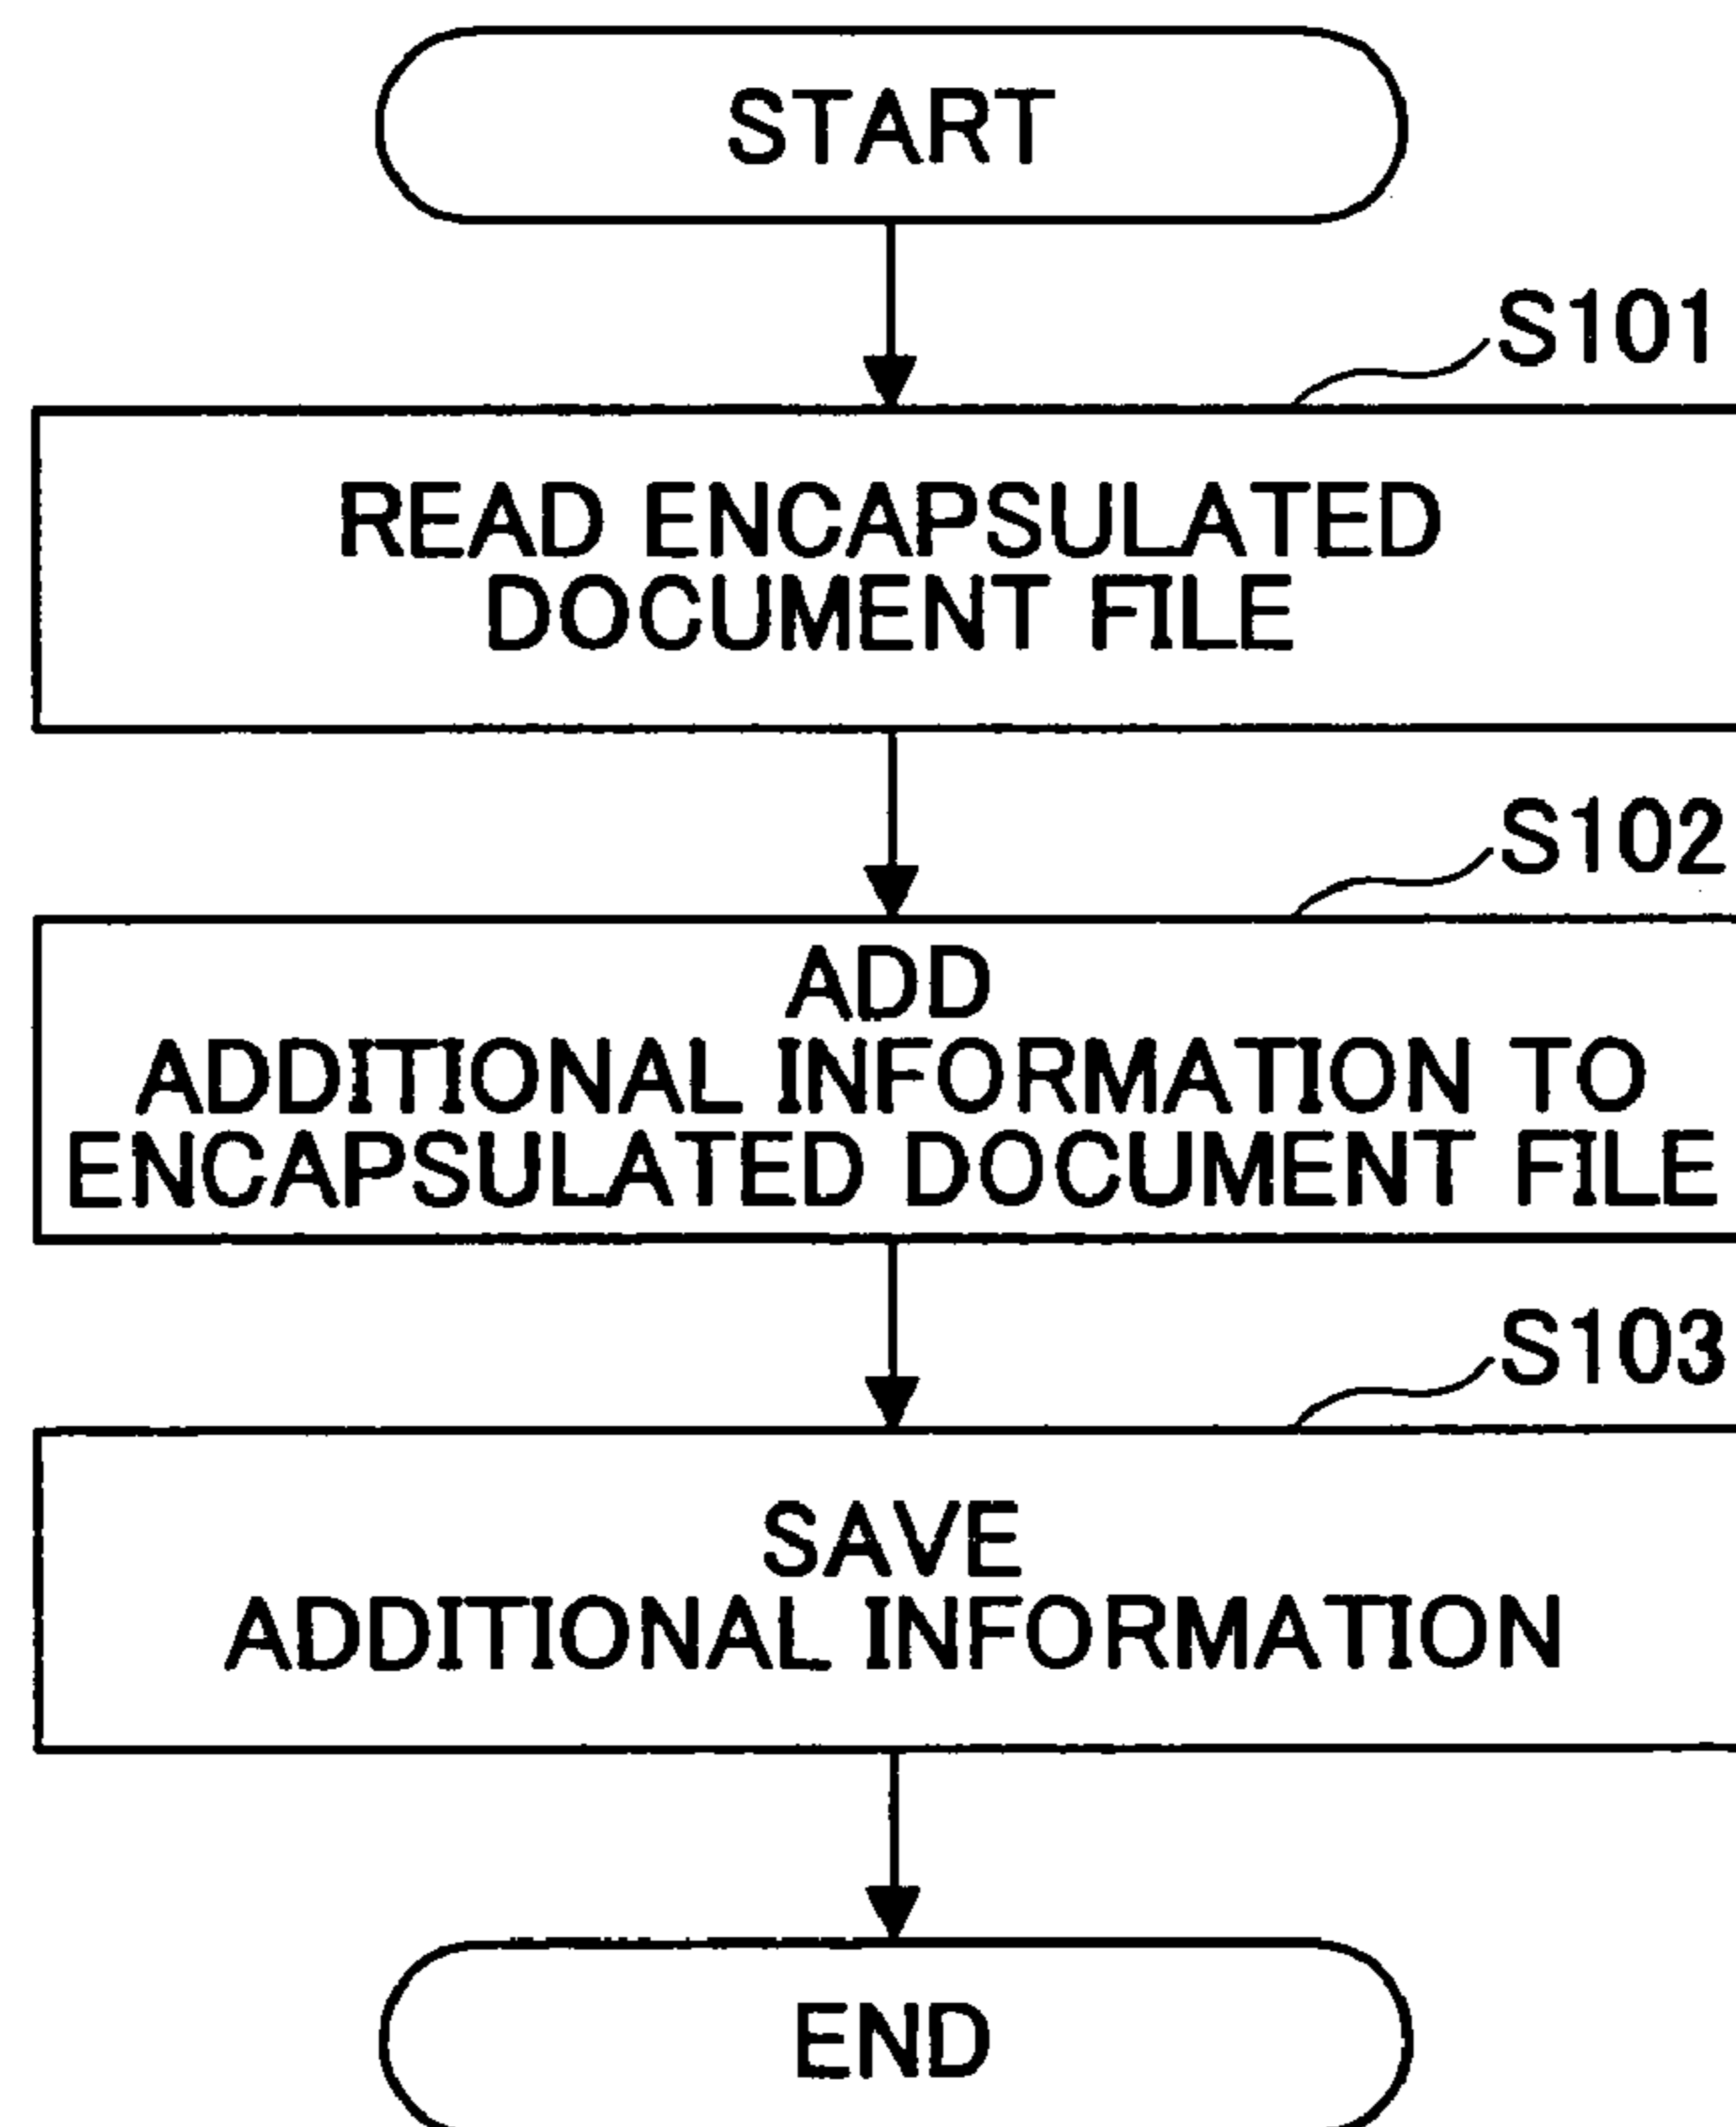 START
S101
READ ENCAPSULATED
DOCUMENT FILE
S102
ADD
ADDITIONAL INFORMATION TO
ENCAPSULATED DOCUMENT FILE
S103
SAVE
ADDITIONAL INFORMATION
END